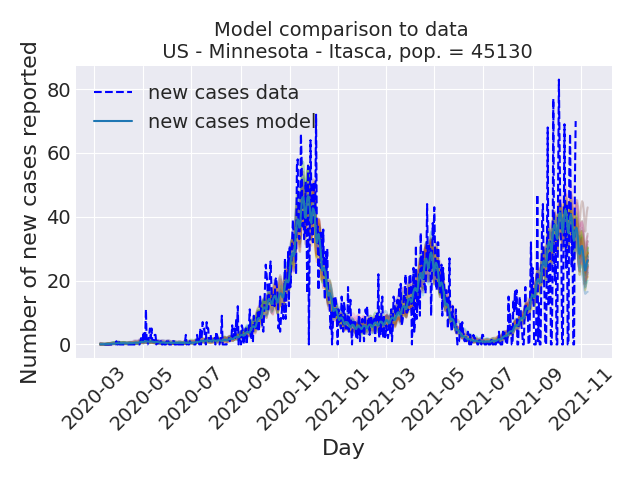 Model comparison to data
US - Minnesota - Itasca, pop. = 45130
Number of new cases reported
80
60
40
20
0
new cases data
new cases model
2020-03
2020-05
2020-07
2020-09
2020-11
2021-01
2021-03
2021-05
2021-07
2021-09
2021-11
Day